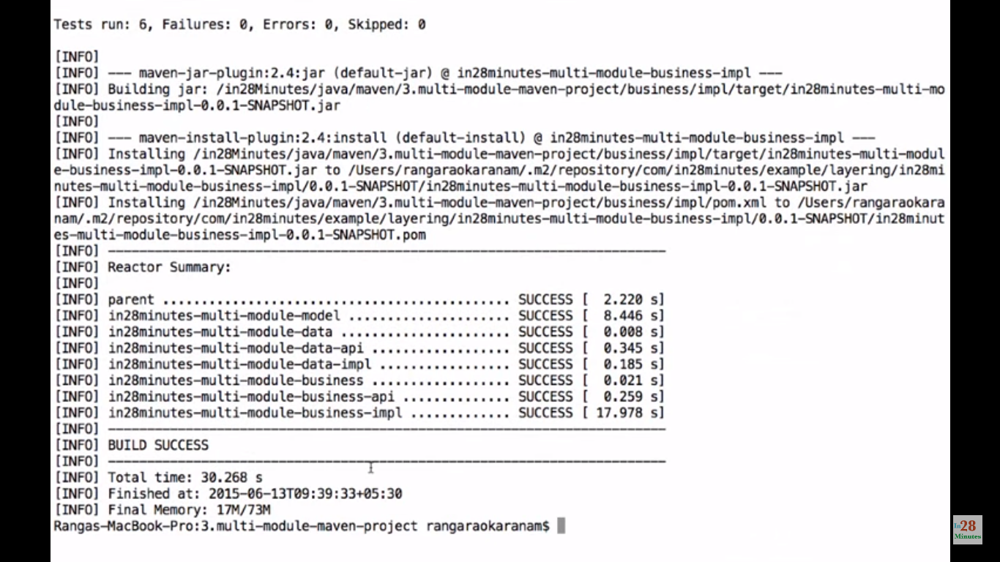 Tests run: 6, Failures: 0, Errors: 0, Skipped: 0
[INFO]
[INFO] --- maven-jar-plugin:2.4:jar (default-jar) @ in28minutes-multi-module-business-impl ---
[INFO] Building jar: /in28Minutes/java/maven/3.multi-module-maven-project/business/impl/target/in28minutes-multi-mo
dule-business-impl-0.0.1-SNAPSHOT.jar
[INFO]
[INFO] --- maven-install-plugin:2.4:install (default-install) @ in28minutes-multi-module-business-impl ---
[INFO] Installing /in28Minutes/java/maven/3.multi-module-maven-project/business/impl/target/in28minutes-multi-modul
e-business-impl-0.0.1-SNAPSHOT.jar to /Users/rangaraokaranam/.m2/repository/com/in28minutes/example/layering/in28mi
nutes-multi-module-business-impl/0.0.1-SNAPSHOT/in28minutes-multi-module-business-impl-0.0.1-SNAPSHOT.jar
[INFO] Installing /in28Minutes/java/maven/3.multi-module-maven-project/business/impl/pom.xml to /Users/rangaraokara
nam/.m2/repository/com/in28minutes/example/layering/in28minutes-multi-module-business-impl/0.0.1-SNAPSHOT/in28minut
es-multi-module-business-impl-0.0.1-SNAPSHOT.pom
[INFO] ------------------------------------------------------------------------
[INFO] Reactor Summary:
[INFO]
[INFO] parent ............................................. SUCCESS [  2.220 s]
[INFO] in28minutes-multi-module-model ..................... SUCCESS [  8.446 s]
[INFO] in28minutes-multi-module-data ...................... SUCCESS [  0.008 s]
[INFO] in28minutes-multi-module-data-api .................. SUCCESS [  0.345 s]
[INFO] in28minutes-multi-module-data-impl ................. SUCCESS [  0.185 s]
[INFO] in28minutes-multi-module-business .................. SUCCESS [  0.021 s]
[INFO] in28minutes-multi-module-business-api .............. SUCCESS [  0.259 s]
[INFO] in28minutes-multi-module-business-impl ............. SUCCESS [ 17.978 s]
[INFO] ------------------------------------------------------------------------
[INFO] BUILD SUCCESS
[INFO] ------------------------------------------------------------------------
[INFO] Total time: 30.268 s
[INFO] Finished at: 2015-06-13T09:39:33+05:30
[INFO] Final Memory: 17M/73M
Rangas-MacBook-Pro:3.multi-module-maven-project rangaraokaranam$
In28
Minutes